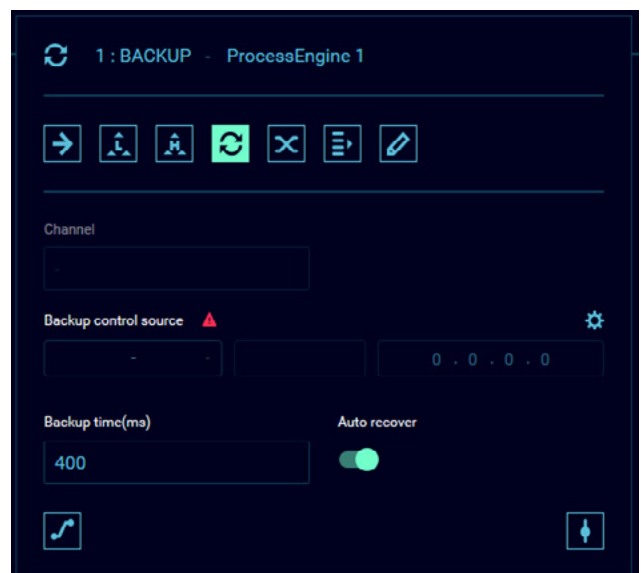 1 : BACKUP - ProcessEngine 1
L H
Channel
-
Backup control source
- 0 . 0 . 0 . 0
Backup time(ms) Auto recover
400